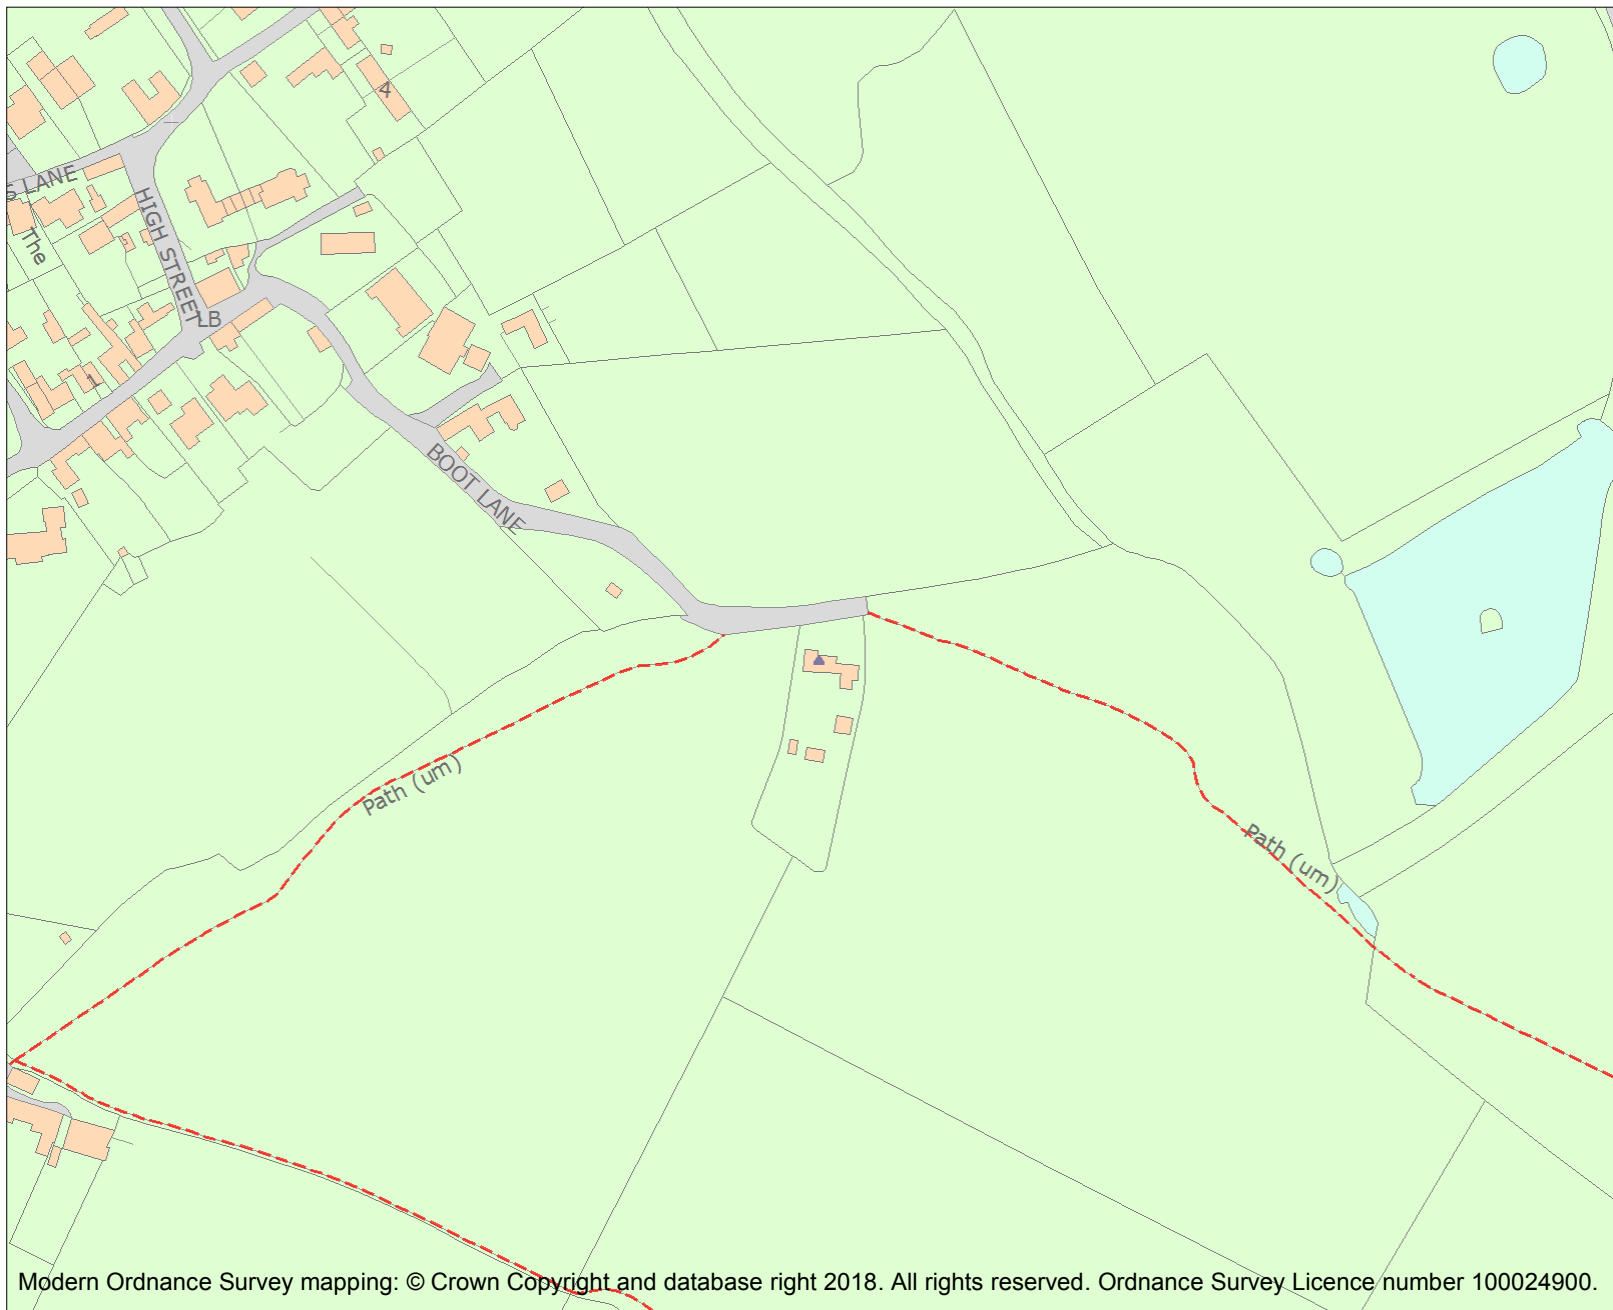 4
S LANE
HIGH STREET
The
LB
1
BOOT LANE
Path (um)
Path (um)
Modern Ordnance Survey mapping: © Crown Copyright and database right 2018. All rights reserved. Ordnance Survey Licence number 100024900.